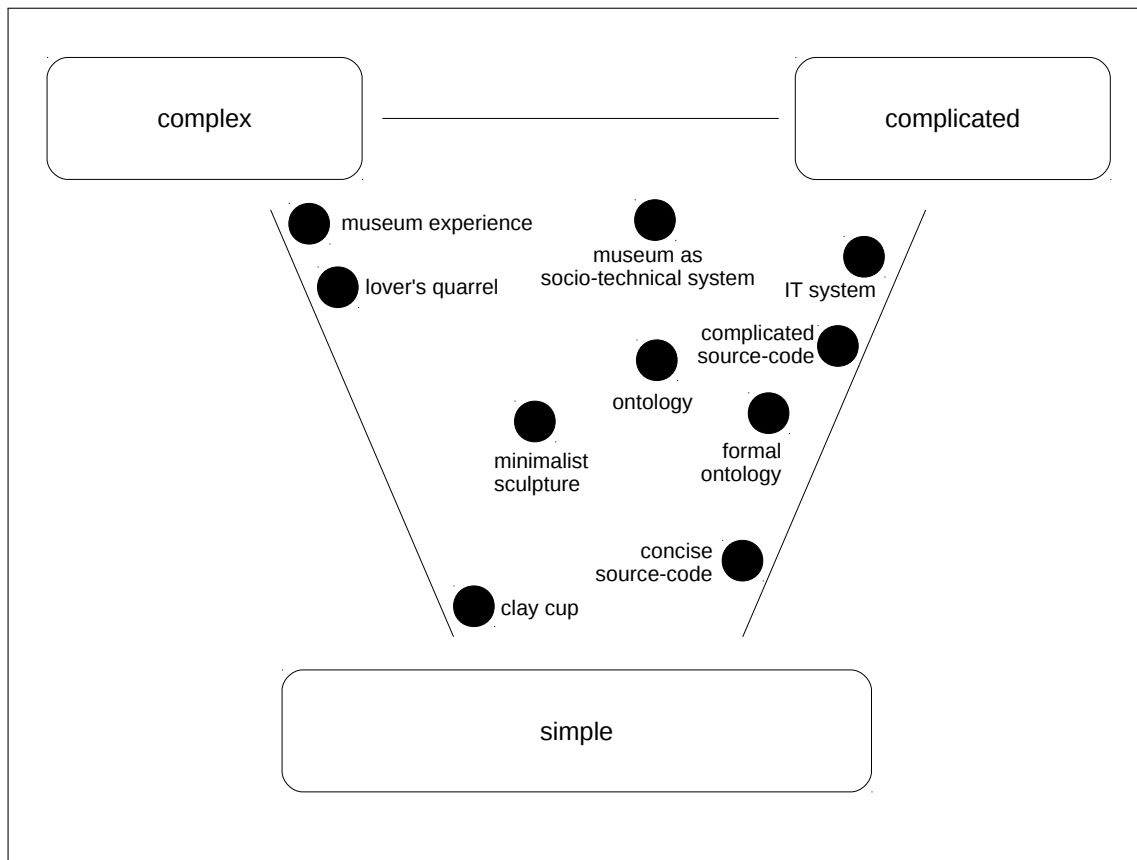 complex
complicated
museum experience
museum as
socio-technical system
lover's quarrel
IT system
complicated
source-code
ontology
minimalist
sculpture
formal
ontology
concise
source-code
clay cup
simple